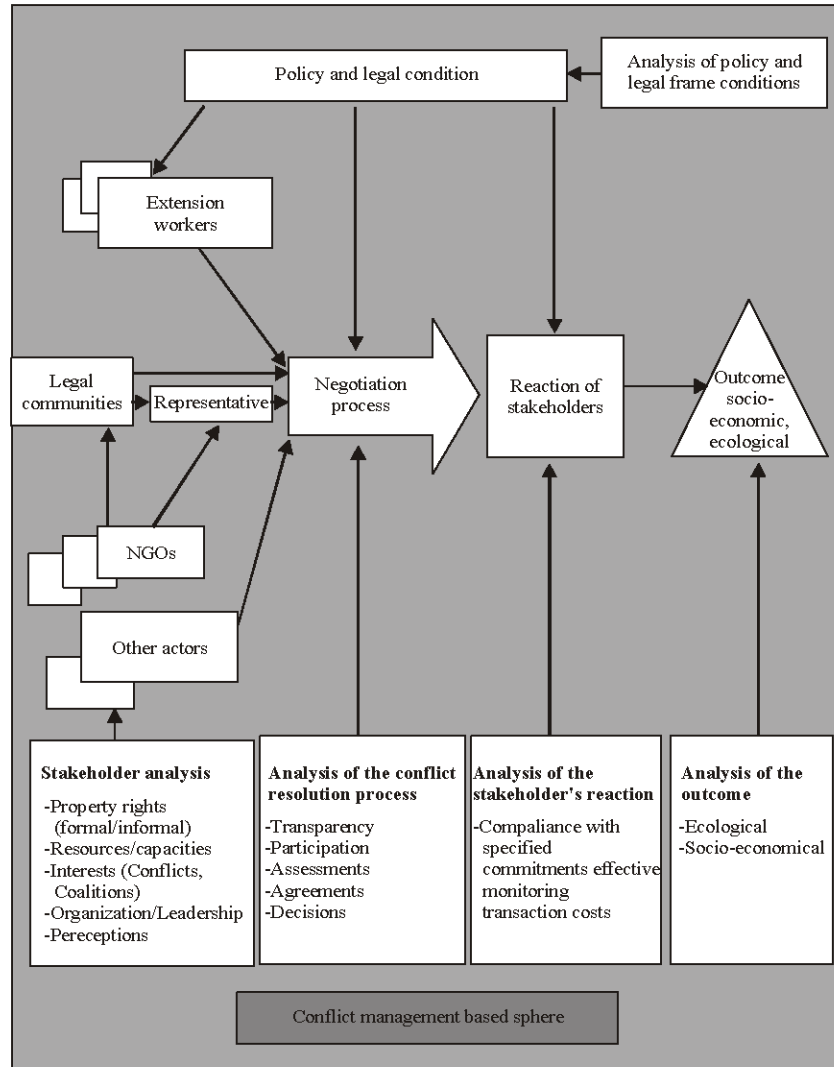 Policy and legal condition
Analysis of policy and
legal frame conditions
Extension
workers
Legal
communities
Representative
Negotiation
process
Reaction of
stakeholders
Outcome
socio-
economic,
ecological
NGOs
Other actors
Stakeholder analysis
-Property rights
(formal/informal)
-Resources/capacities
-Interests (Conflicts,
Coalitions)
-Organization/Leadership
-Pereceptions
Analysis of the conflict
resolution process
-Transparency
-Participation
-Assessments
-Agreements
-Decisions
Analysis of the
stakeholder's reaction
-Compaliance with
specified
commitments effective
monitoring
transaction costs
Analysis of the
outcome
-Ecological
-Socio-economical
Conflict management based sphere